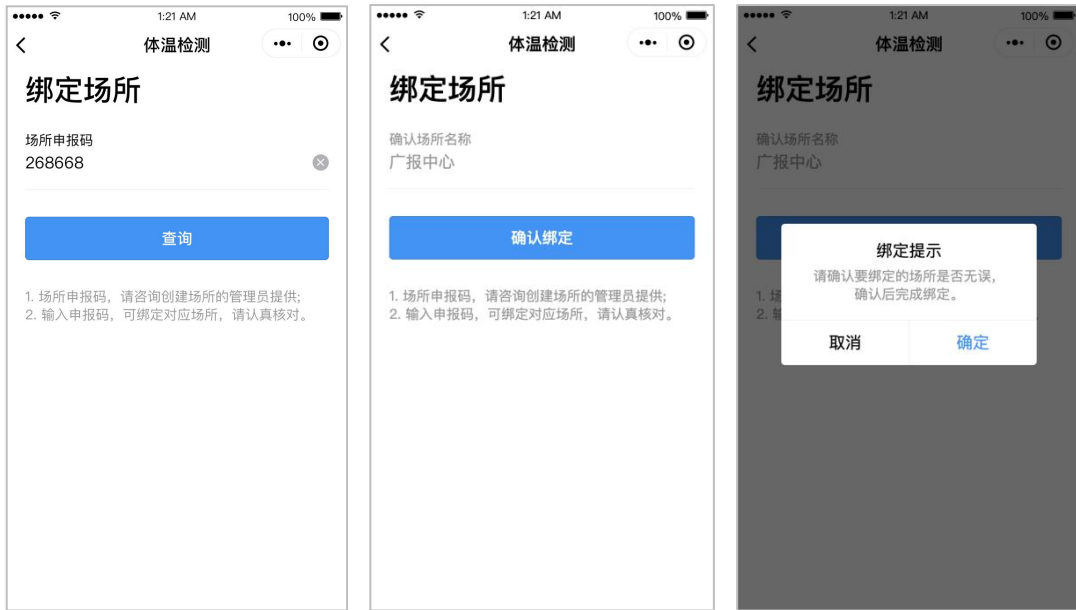 1:21 AM
100%
体温检测
绑定场所
场所申报码
268668
查询
1. 场所申报码，请咨询创建场所的管理员提供;
2. 输入申报码，可绑定对应场所，请认真核对。
1:21 AM
100%
体温检测
绑定场所
确认场所名称
广报中心
确认绑定
1. 场所申报码，请咨询创建场所的管理员提供;
2. 输入申报码，可绑定对应场所，请认真核对。
1:21 AM
100%
体温检测
绑定场所
确认场所名称
广报中心
绑定提示
请确认要绑定的场所是否无误，
确认后完成绑定。
取消
确定
1. 场
2. 输